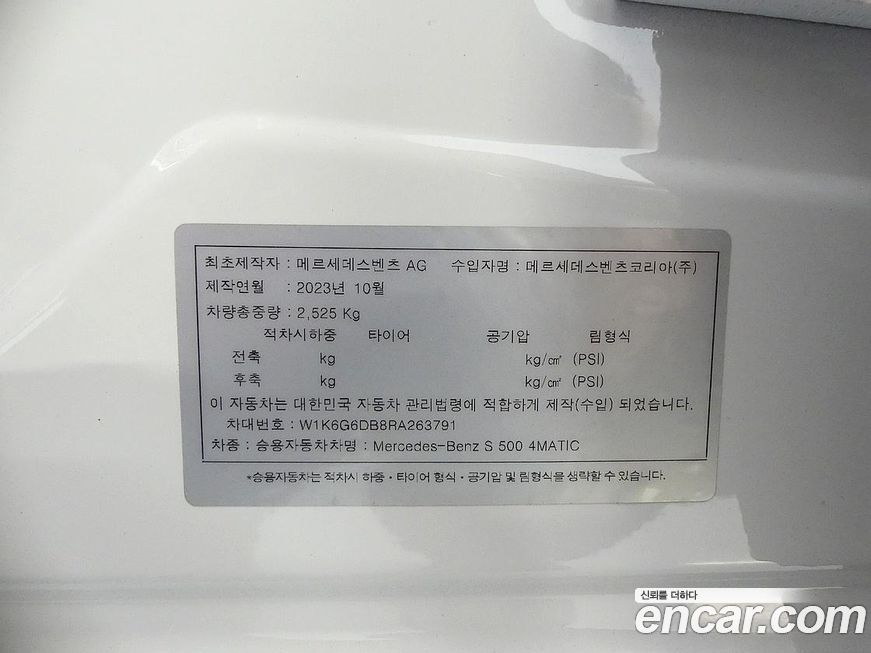 최초제작자 : 메르세데스벤츠 AG 수입자명 : 메르세데스벤츠코리아(주)
제작연월 : 2023년 10월
차량총중량 : 2,525 Kg
적차시하중 타이어 공기압 림형식
전축 kg kg/㎠ (PSI)
후축 kg kg/㎠ (PSI)
이 자동차는 대한민국 자동차 관리법령에 적합하게 제작(수입) 되었습니다.
차대번호 : W1K6G6DB8RA263791
차종 : 승용자동차차명 : Mercedes-Benz S 500 4MATIC
*승용자동차는 적차시 하중·타이어 형식·공기압 및 림형식을 생략할 수 있습니다.
신뢰를 더하다
encar.com